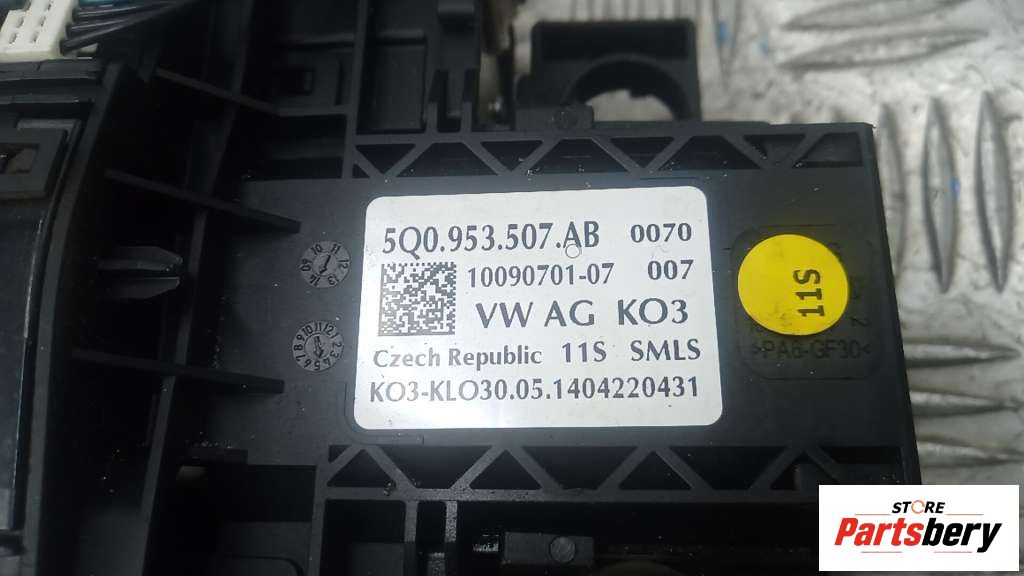 5Q0.953.507.AB 0070
10090701-07 007
VW AG KO3
Czech Republic 11S SMLS
KO3-KLO30.05.1404220431
11S
>PA6-GF30<
STORE
Partsbery